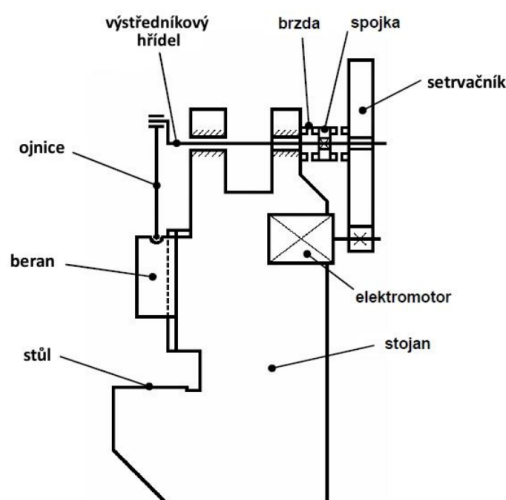 výstředníkový
hřídel
brzda
spojka
setrvačník
ojnice
beran
elektromotor
stojan
stůl